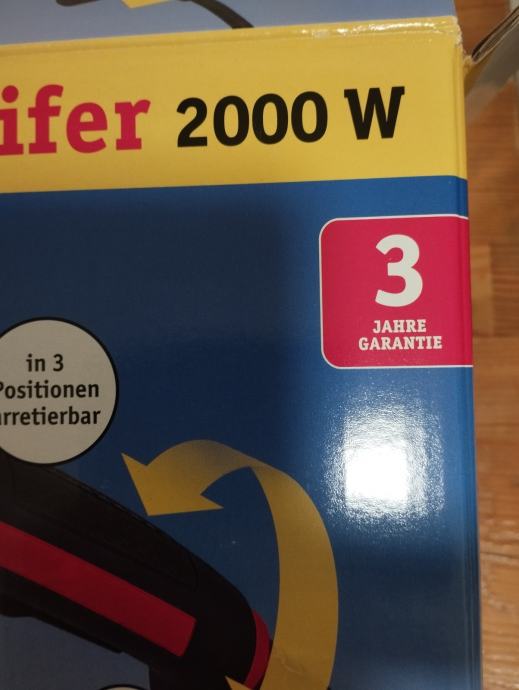 ifer 2000 W
3
JAHRE
GARANTIE
in 3
Positionen
rretierbar